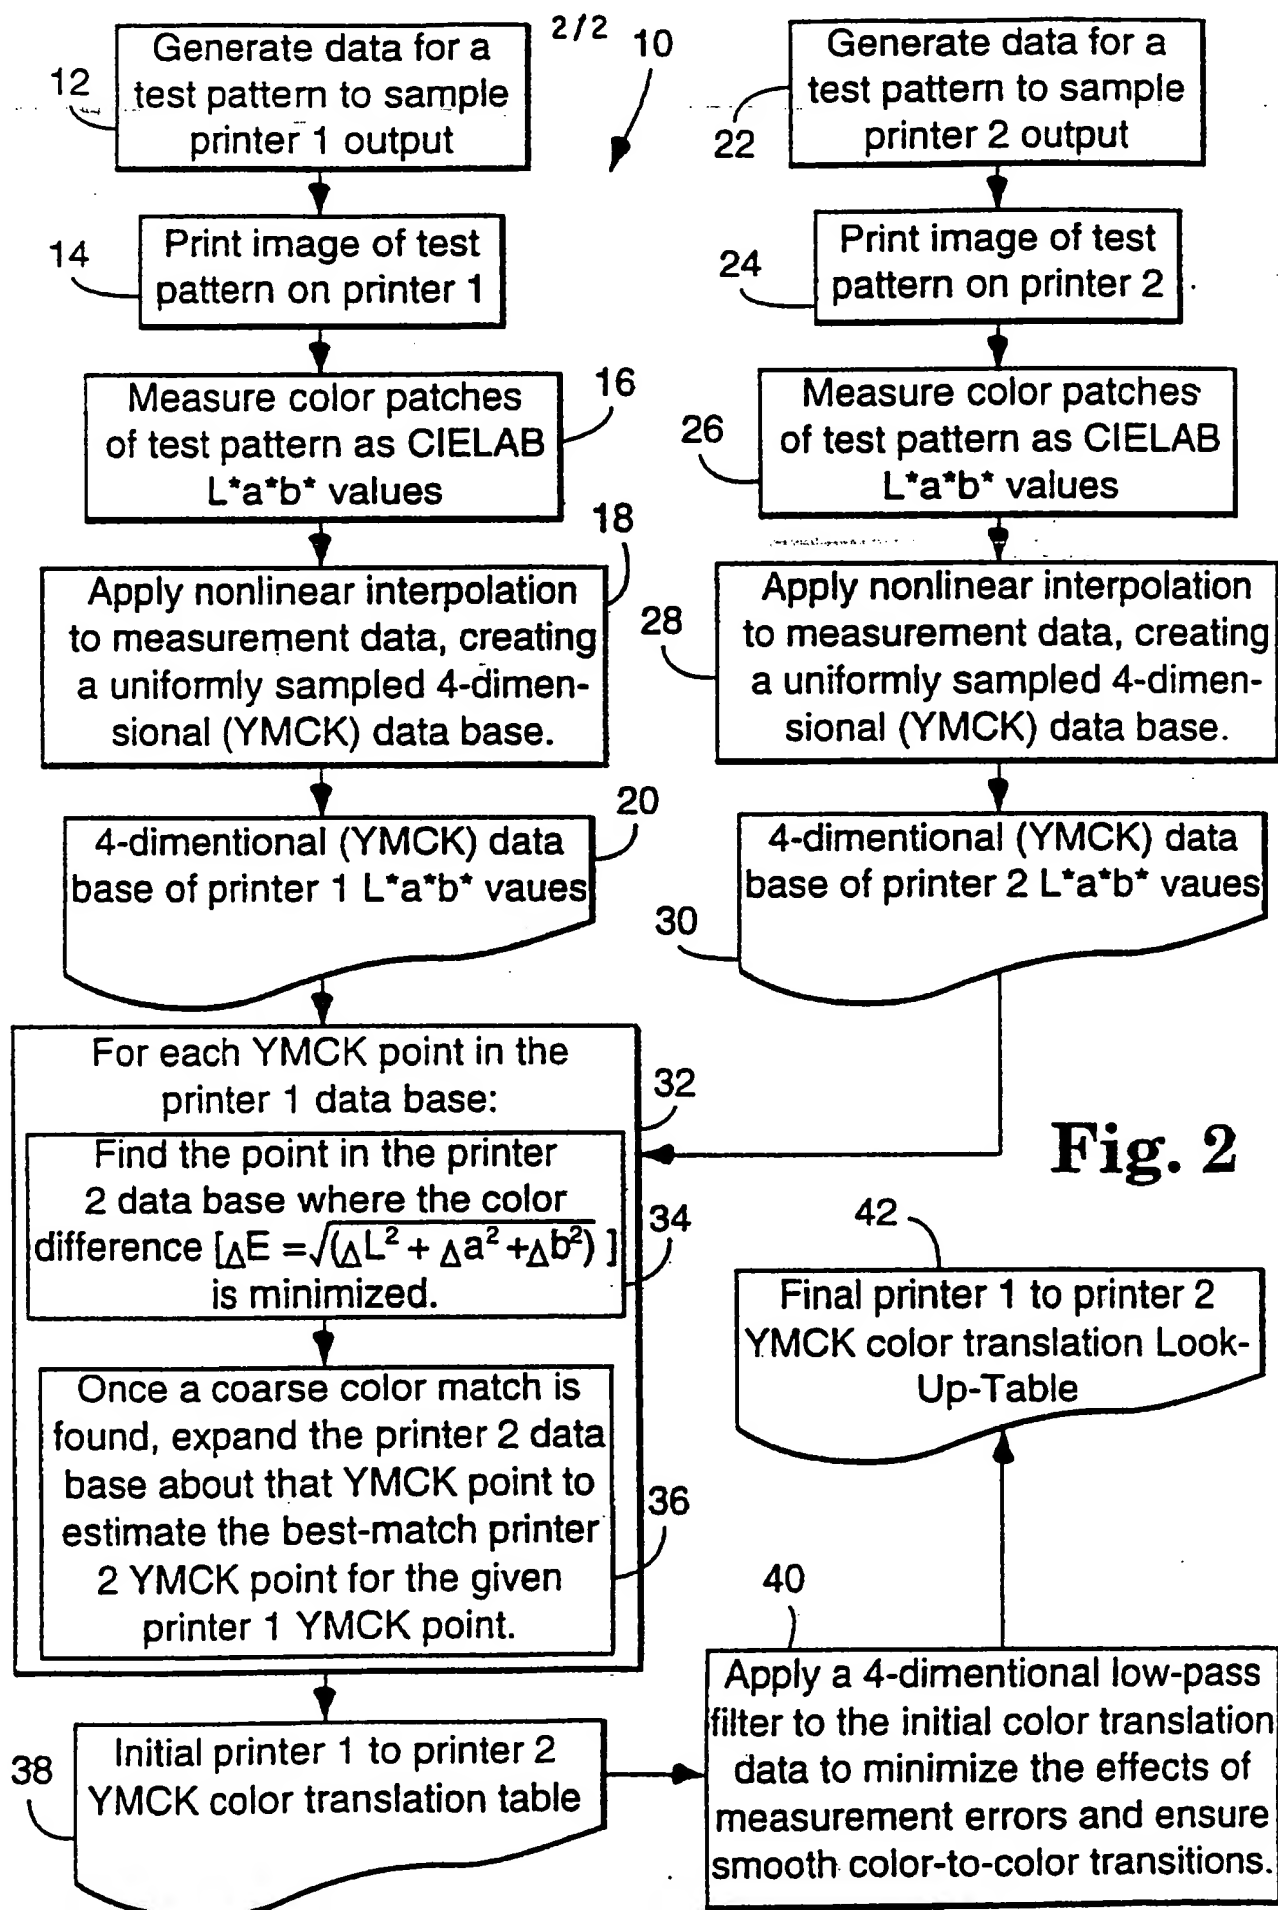 2/2
10
12
Generate data for a
test pattern to sample
printer 1 output
14
Print image of test
pattern on printer 1
16
Measure color patches
of test pattern as CIELAB
L*a*b* values
18
Apply nonlinear interpolation
to measurement data, creating
a uniformly sampled 4-dimen-
sional (YMCK) data base.
20
4-dimentional (YMCK) data
base of printer 1 L*a*b* vaues
22
Generate data for a
test pattern to sample
printer 2 output
24
Print image of test
pattern on printer 2
26
Measure color patches
of test pattern as CIELAB
L*a*b* values
28
Apply nonlinear interpolation
to measurement data, creating
a uniformly sampled 4-dimen-
sional (YMCK) data base.
30
4-dimentional (YMCK) data
base of printer 2 L*a*b* vaues
32
For each YMCK point in the
printer 1 data base:
34
Find the point in the printer
2 data base where the color
difference [ΔE =√(ΔL² + Δa² +Δb²) ]
is minimized.
36
Once a coarse color match is
found, expand the printer 2 data
base about that YMCK point to
estimate the best-match printer
2 YMCK point for the given
printer 1 YMCK point.
38
Initial printer 1 to printer 2
YMCK color translation table
40
Apply a 4-dimentional low-pass
filter to the initial color translation
data to minimize the effects of
measurement errors and ensure
smooth color-to-color transitions.
42
Final printer 1 to printer 2
YMCK color translation Look-
Up-Table
Fig. 2